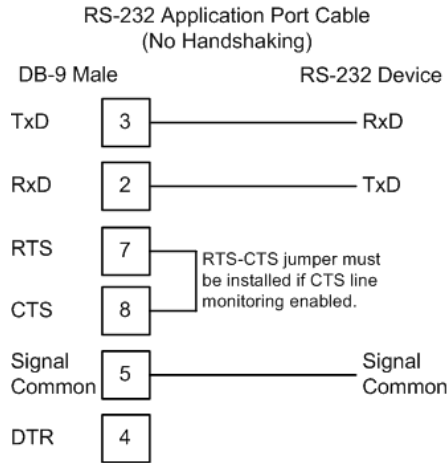 RS-232 Application Port Cable
(No Handshaking)
DB-9 Male
RS-232 Device
TxD
3
RxD
RxD
2
TxD
RTS
7
RTS-CTS jumper must
be installed if CTS line
monitoring enabled.
CTS
8
Signal
Common
5
Signal
Common
DTR
4